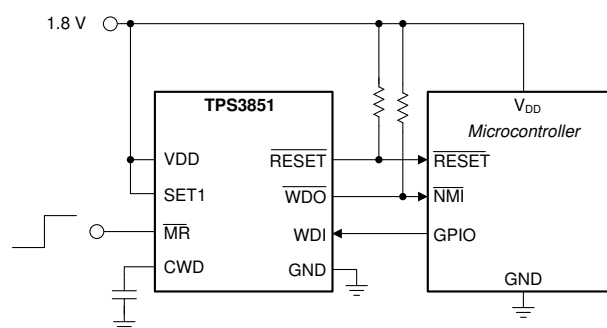 1.8 V
TPS3851
VDD
SET1
MR
CWD
RESET
WDO
WDI
GND
VDD
Microcontroller
RESET
NMI
GPIO
GND